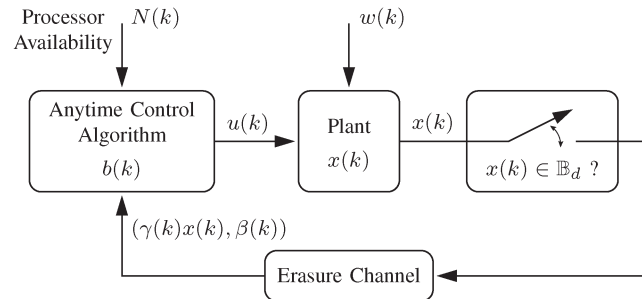 Processor
Availability
N(k)
w(k)
Anytime Control
Algorithm
b(k)
u(k)
Plant
x(k)
x(k)
x(k) ∈ 𝔹_d ?
(γ(k)x(k), β(k))
Erasure Channel